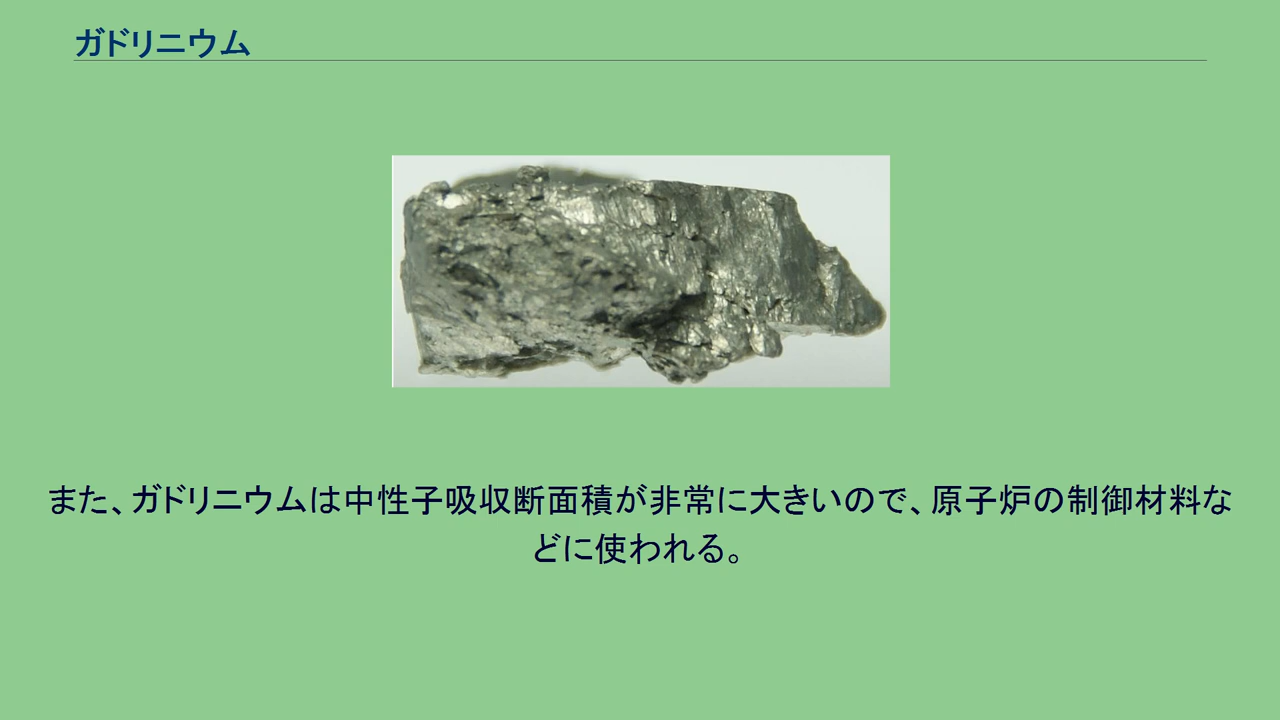 ガドリニウム
また、ガドリニウムは中性子吸収断面積が非常に大きいので、原子炉の制御材料な
どに使われる。